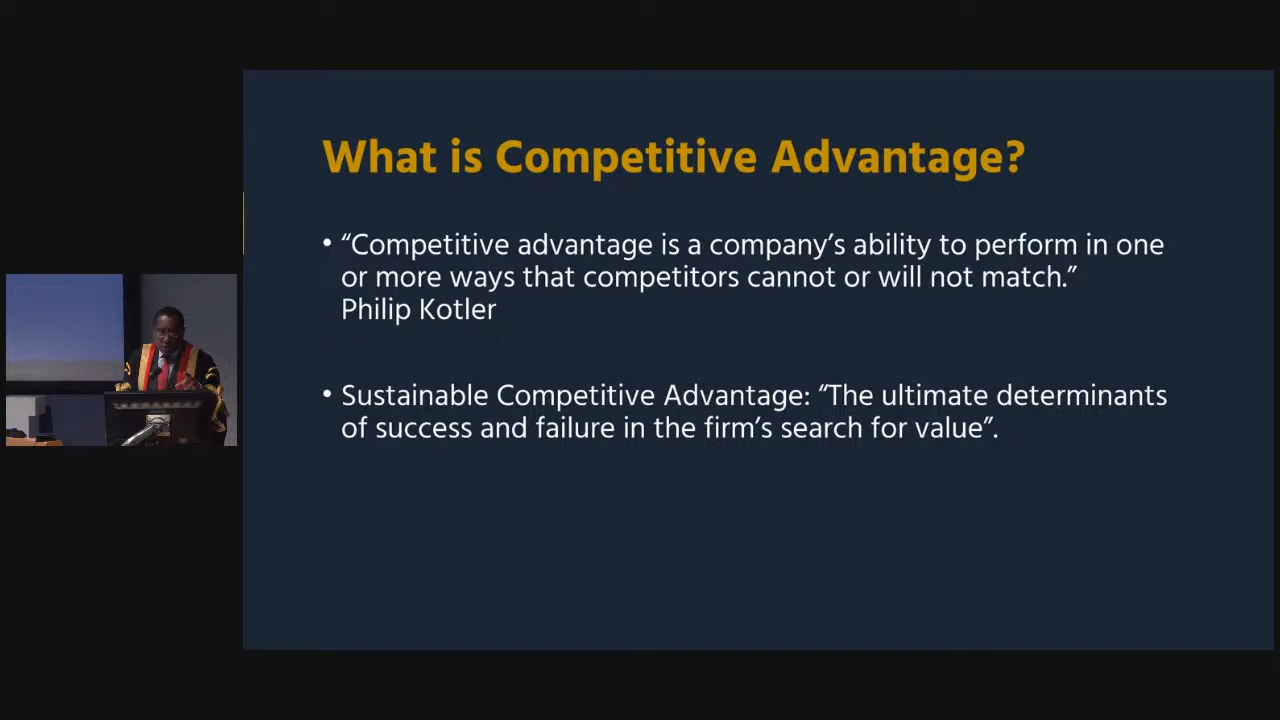 What is Competitive Advantage?
• “Competitive advantage is a company’s ability to perform in one
or more ways that competitors cannot or will not match.”
Philip Kotler
• Sustainable Competitive Advantage: “The ultimate determinants
of success and failure in the firm’s search for value”.